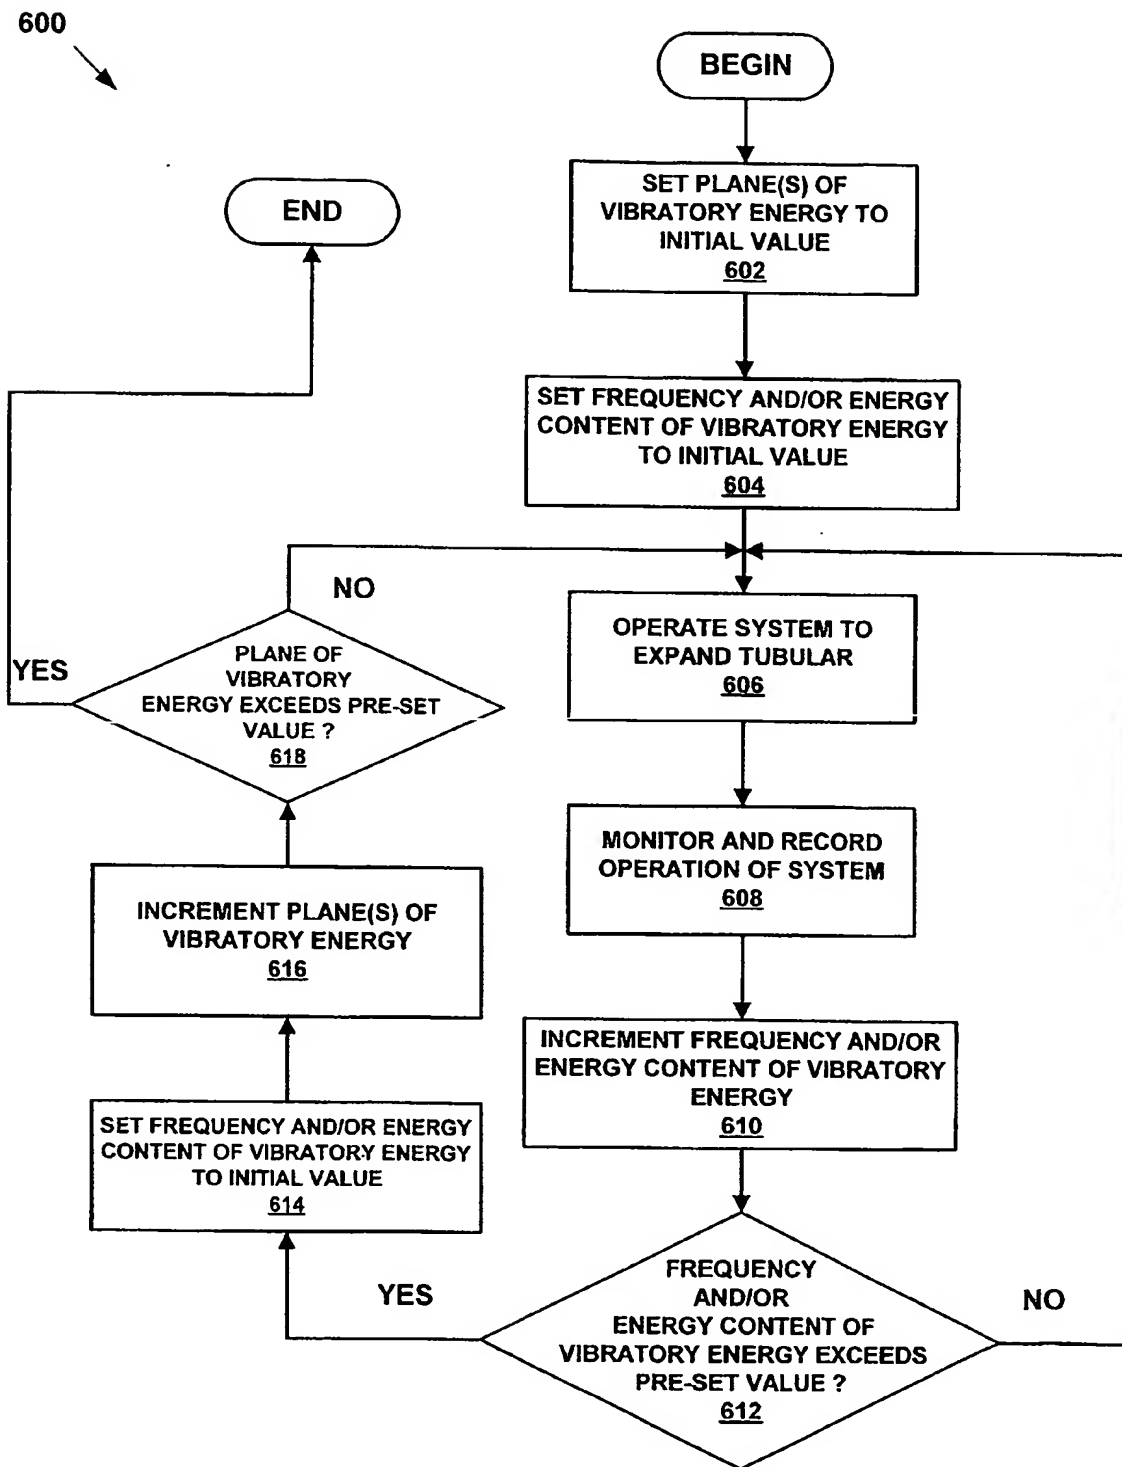 600
BEGIN
SET PLANE(S) OF
VIBRATORY ENERGY TO
INITIAL VALUE
602
END
SET FREQUENCY AND/OR ENERGY
CONTENT OF VIBRATORY ENERGY
TO INITIAL VALUE
604
NO
OPERATE SYSTEM TO
EXPAND TUBULAR
606
YES
PLANE OF
VIBRATORY
ENERGY EXCEEDS PRE-SET
VALUE ?
618
MONITOR AND RECORD
OPERATION OF SYSTEM
608
INCREMENT PLANE(S) OF
VIBRATORY ENERGY
616
INCREMENT FREQUENCY AND/OR
ENERGY CONTENT OF VIBRATORY
ENERGY
610
SET FREQUENCY AND/OR ENERGY
CONTENT OF VIBRATORY ENERGY
TO INITIAL VALUE
614
YES
FREQUENCY
AND/OR
ENERGY CONTENT OF
VIBRATORY ENERGY EXCEEDS
PRE-SET VALUE ?
612
NO